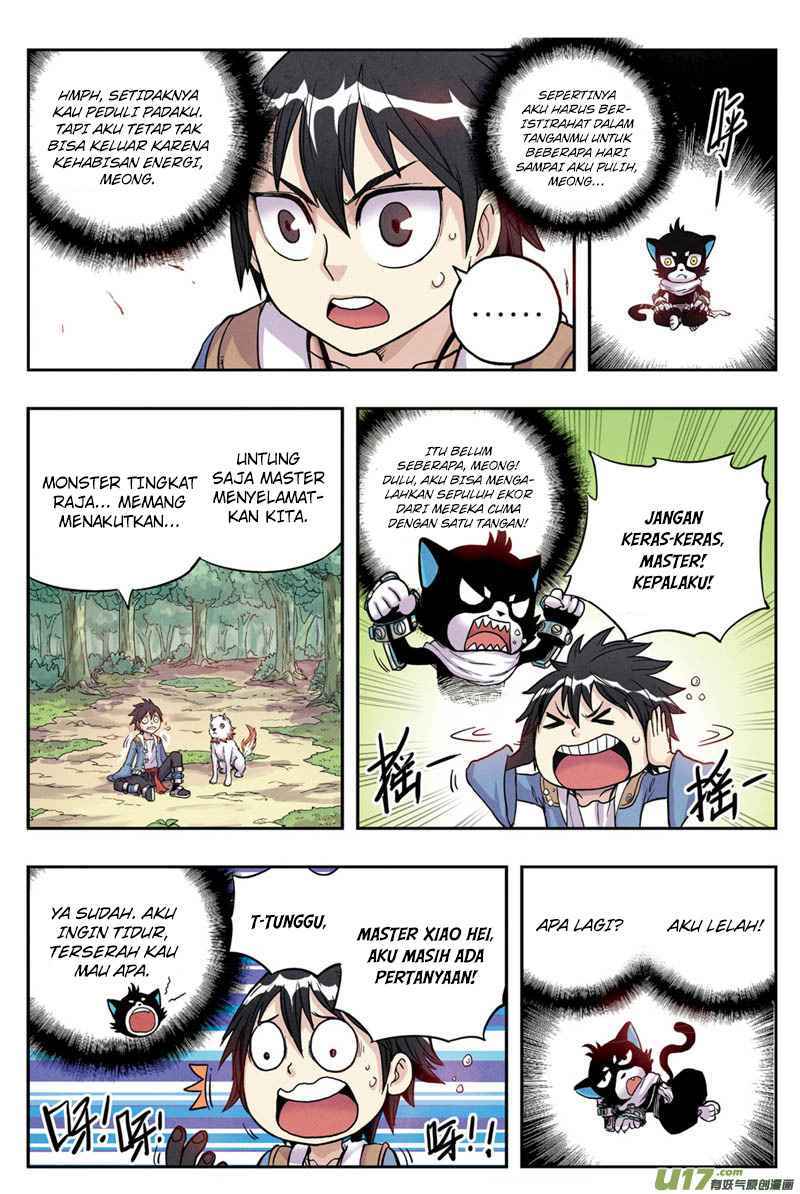 HMPH, SETIDAKNYA
KAU PEDULI PADAKU.
TAPI AKU TETAP TAK
BISA KELUAR KARENA
KEHABISAN ENERGI,
MEONG.
SEPERTINYA
AKU HARUS BER-
ISTIRAHAT DALAM
TANGANMU UNTUK
BEBERAPA HARI
SAMPAI AKU PULIH,
MEONG...
......
呼
UNTUNG
SAJA MASTER
MENYELAMAT-
KAN KITA.
MONSTER TINGKAT
RAJA... MEMANG
MENAKUTKAN...
ITU BELUM
SEBERAPA, MEONG!
DULU, AKU BISA MENGA-
LAHKAN SEPULUH EKOR
DARI MEREKA CUMA
DENGAN SATU TANGAN!
JANGAN
KERAS-KERAS,
MASTER!
KEPALAKU!
摇一
摇一
YA SUDAH. AKU
INGIN TIDUR,
TERSERAH KAU
MAU APA.
T-TUNGGU,
MASTER XIAO HEI,
AKU MASIH ADA
PERTANYAAN!
呀!呀!
呀!!
APA LAGI?
AKU LELAH!
U17.com
有妖气原创漫画